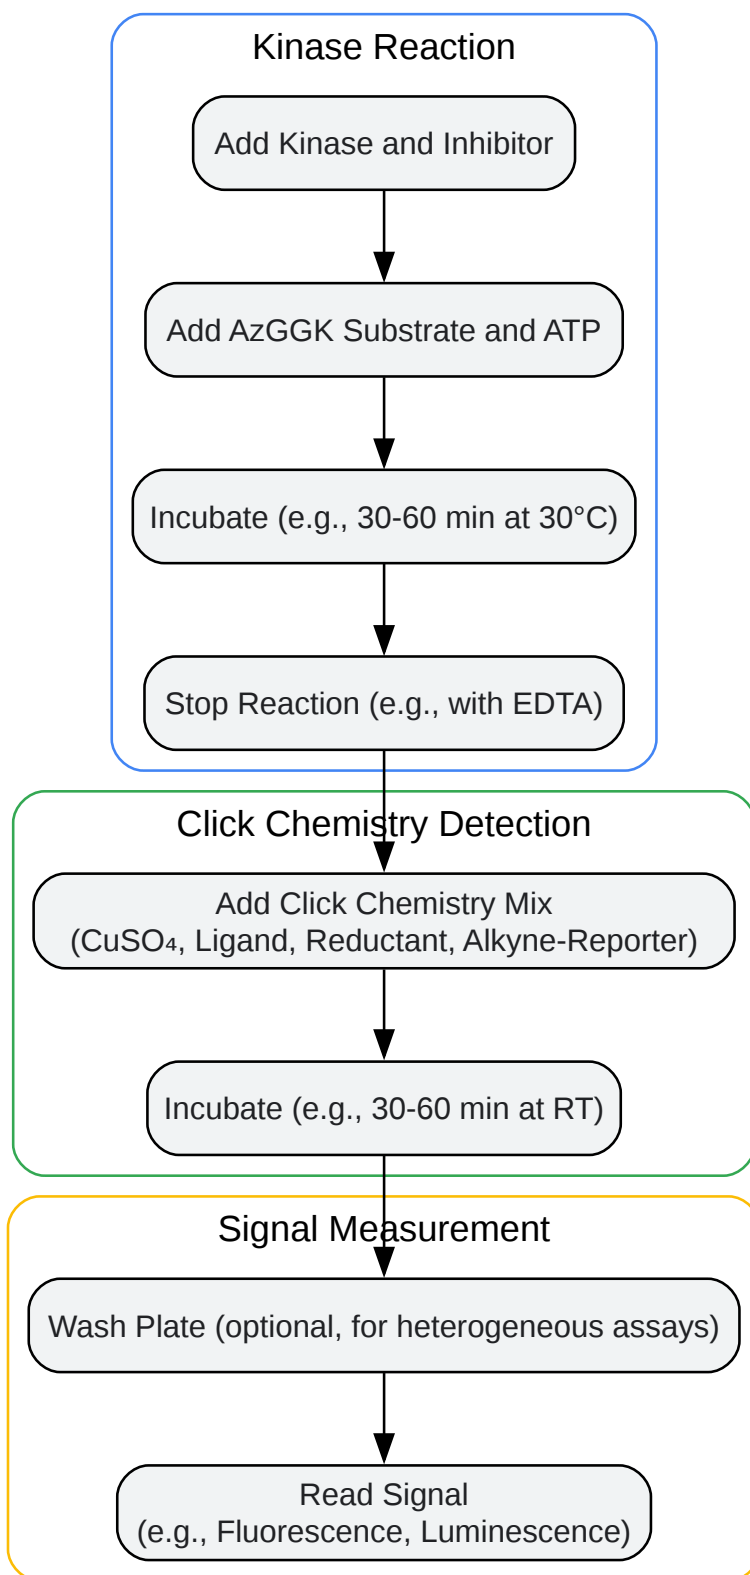 Kinase Reaction
Add Kinase and Inhibitor
Add AzGGK Substrate and ATP
Incubate (e.g., 30-60 min at 30°C)
Stop Reaction (e.g., with EDTA)
Click Chemistry Detection
Add Click Chemistry Mix
(CuSO₄, Ligand, Reductant, Alkyne-Reporter)
Incubate (e.g., 30-60 min at RT)
Signal Measurement
Wash Plate (optional, for heterogeneous assays)
Read Signal
(e.g., Fluorescence, Luminescence)